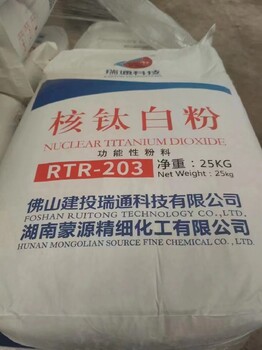 瑞通科技
核钛白粉
NUCLEAR TITANIUM DIOXIDE
功能性粉料
RTR-203 净重：25KG
Net Weight：25kg
佛山建投瑞通科技有限公司
FOSHAN RUITONG TECHNOLOGY CO.,LTD.
湖南蒙源精细化工有限公司
HUNAN MONGOLIAN SOURCE FINE CHEMICAL CO.,LTD.